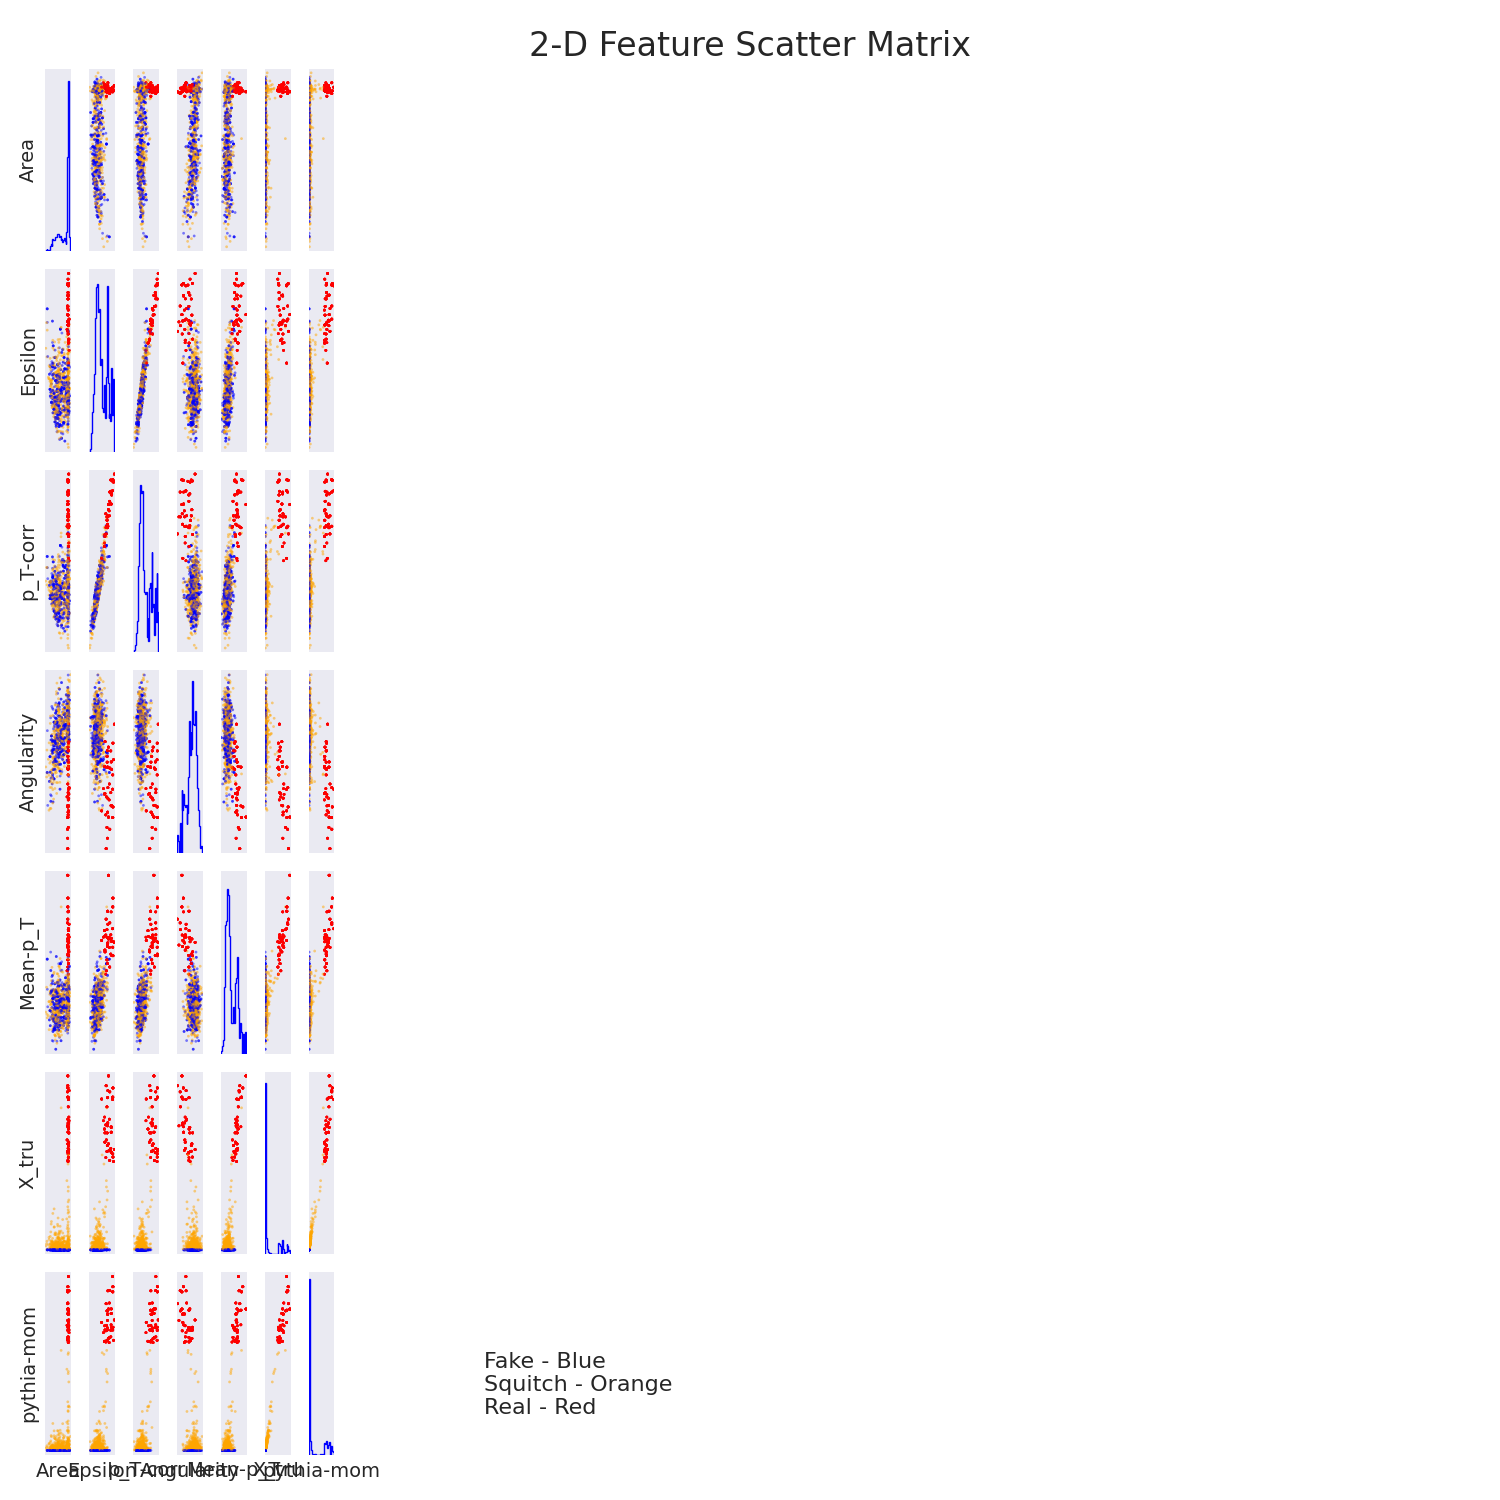 2-D Feature Scatter Matrix
Area
Epsilon
p_T-corr
Angularity
Mean-p_T
X_tru
pythia-mom
Fake - Blue
Squitch - Orange
Real - Red
Area Epsilon p_T-corr Angularity Mean-p_T X_tru pythia-mom